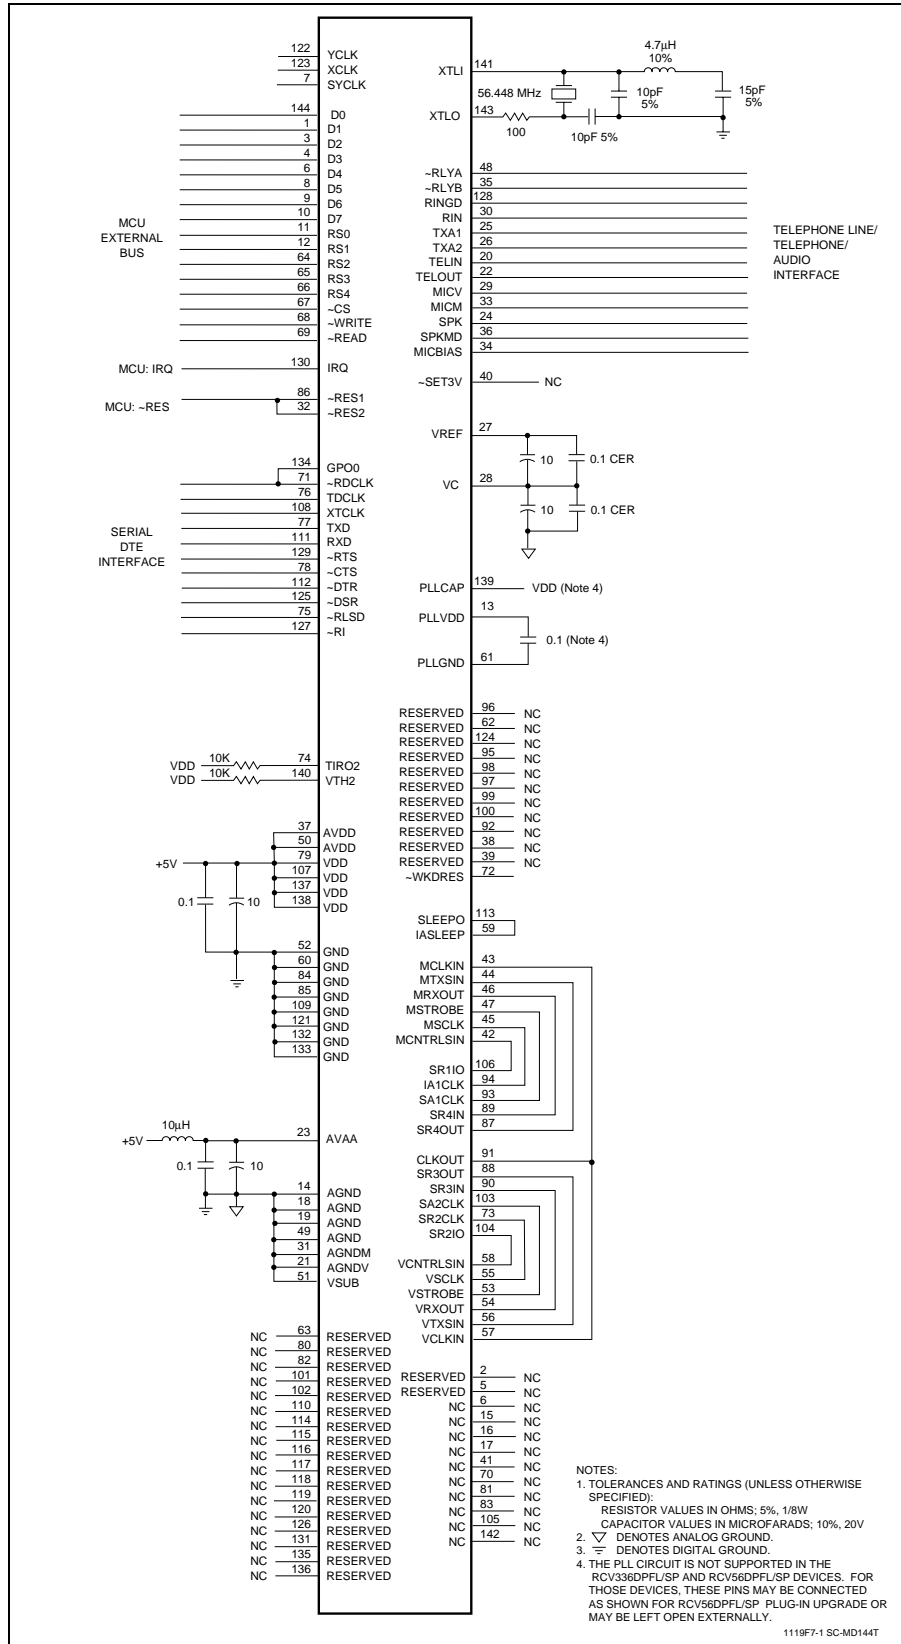 122 YCLK
123 XCLK
7 SYCLK
144 D0
1 D1
3 D2
4 D3
6 D4
8 D5
9 D6
10 D7
11 RS0
12 RS1
64 RS2
65 RS3
66 RS4
67 ~CS
68 ~WRITE
69 ~READ
MCU
EXTERNAL
BUS
MCU: IRQ 130 IRQ
MCU: ~RES 86 ~RES1
32 ~RES2
134 GPO0
71 ~RDCLK
76 TDCLK
108 XTCLK
77 TXD
111 RXD
129 ~RTS
78 ~CTS
112 ~DTR
125 ~DSR
75 ~RLSD
127 ~RI
SERIAL
DTE
INTERFACE
VDD 10K 74 TIRO2
VDD 10K 140 VTH2
37 AVDD
50 AVDD
+5V 79 VDD
107 VDD
137 VDD
138 VDD
0.1 10
52 GND
60 GND
84 GND
85 GND
109 GND
121 GND
132 GND
133 GND
+5V 10µH 23 AVAA
0.1 10
14 AGND
18 AGND
19 AGND
49 AGND
31 AGNDM
21 AGNDV
51 VSUB
NC 63 RESERVED
NC 80 RESERVED
NC 82 RESERVED
NC 101 RESERVED
NC 102 RESERVED
NC 110 RESERVED
NC 114 RESERVED
NC 115 RESERVED
NC 116 RESERVED
NC 117 RESERVED
NC 118 RESERVED
NC 119 RESERVED
NC 120 RESERVED
NC 126 RESERVED
NC 131 RESERVED
NC 135 RESERVED
NC 136 RESERVED
XTLI 141
4.7µH
10%
56.448 MHz
10pF
5%
15pF
5%
XTLO 143
100
10pF 5%
~RLYA 48
~RLYB 35
RINGD 128
RIN 30
TXA1 25
TXA2 26
TELIN 20
TELOUT 22
MICV 29
MICM 33
SPK 24
SPKMD 36
MICBIAS 34
TELEPHONE LINE/
TELEPHONE/
AUDIO
INTERFACE
~SET3V 40 NC
VREF 27
10 0.1 CER
VC 28
10 0.1 CER
PLLCAP 139 VDD (Note 4)
PLLVDD 13
0.1 (Note 4)
PLLGND 61
RESERVED 96 NC
RESERVED 62 NC
RESERVED 124 NC
RESERVED 95 NC
RESERVED 98 NC
RESERVED 97 NC
RESERVED 99 NC
RESERVED 100 NC
RESERVED 92 NC
RESERVED 38 NC
RESERVED 39 NC
~WKDRES 72
SLEEPO 113
IASLEEP 59
MCLKIN 43
MTXSIN 44
MRXOUT 46
MSTROBE 47
MSCLK 45
MCNTRLSIN 42
SR1IO 106
IA1CLK 94
SA1CLK 93
SR4IN 89
SR4OUT 87
CLKOUT 91
SR3OUT 88
SR3IN 90
SA2CLK 103
SR2CLK 73
SR2IO 104
VCNTRLSIN 58
VSCLK 55
VSTROBE 53
VRXOUT 54
VTXSIN 56
VCLKIN 57
RESERVED 2 NC
RESERVED 5 NC
NC 6 NC
NC 15 NC
NC 16 NC
NC 17 NC
NC 41 NC
NC 70 NC
NC 81 NC
NC 83 NC
NC 105 NC
NC 142 NC
NOTES:
1. TOLERANCES AND RATINGS (UNLESS OTHERWISE
SPECIFIED):
RESISTOR VALUES IN OHMS; 5%, 1/8W
CAPACITOR VALUES IN MICROFARADS; 10%, 20V
2. DENOTES ANALOG GROUND.
3. DENOTES DIGITAL GROUND.
4. THE PLL CIRCUIT IS NOT SUPPORTED IN THE
RCV336DPFL/SP AND RCV56DPFL/SP DEVICES. FOR
THOSE DEVICES, THESE PINS MAY BE CONNECTED
AS SHOWN FOR RCV56DPFL/SP PLUG-IN UPGRADE OR
MAY BE LEFT OPEN EXTERNALLY.
1119F7-1 SC-MD144T